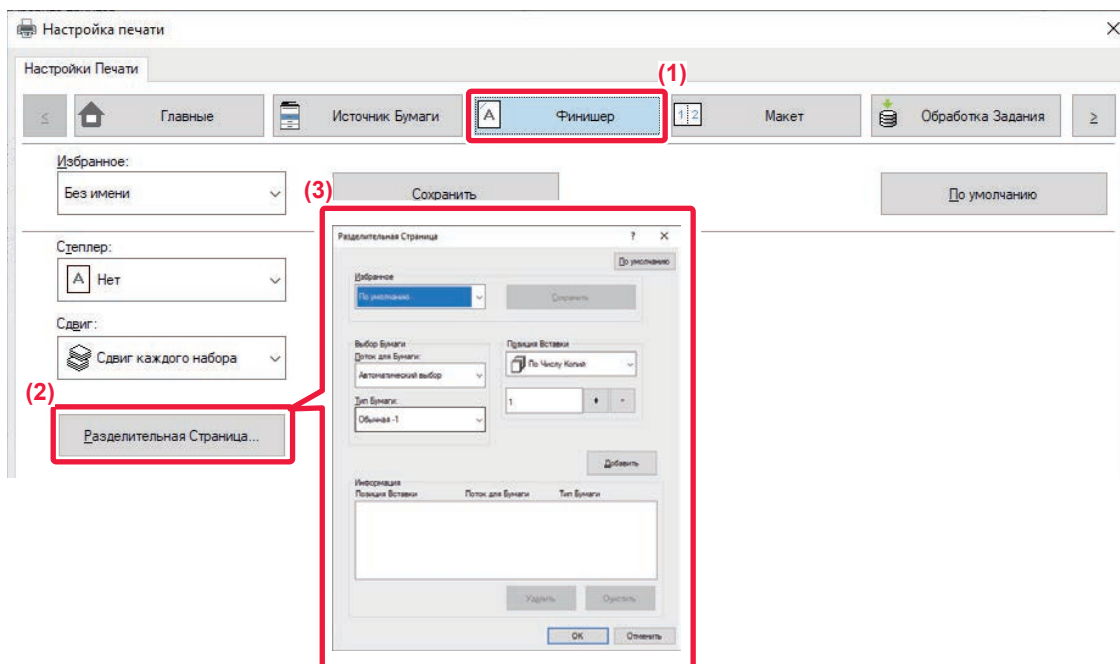 Настройка печати
Настройки Печати
(1)
< Главные Источник Бумаги A Финишер 1 2 Макет Обработка Задания >
Избранное:
Без имени
(3)
Сохранить
По умолчанию
Степлер:
A Нет
Сдвиг:
Сдвиг каждого набора
(2)
Разделительная Страница...
Разделительная Страница ?
По умолчанию
Избранное
По умолчанию
Сохранить
Выбор Бумаги
Поток для Бумаги:
Автоматический выбор
Тип Бумаги:
Обычная -1
Позиция Вставки
По Числу Копий
1 + -
Добавить
Информация
Позиция Вставки Поток для Бумаги Тип Бумаги
Удалить Очистить
OK Отменить